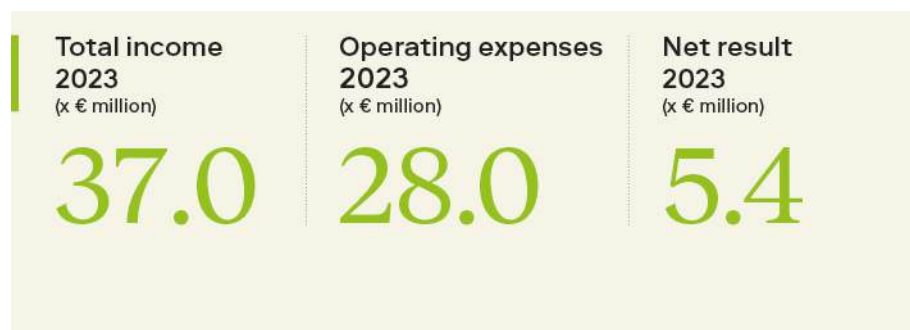 Total income
2023
(x € million)
37.0
Operating expenses
2023
(x € million)
28.0
Net result
2023
(x € million)
5.4